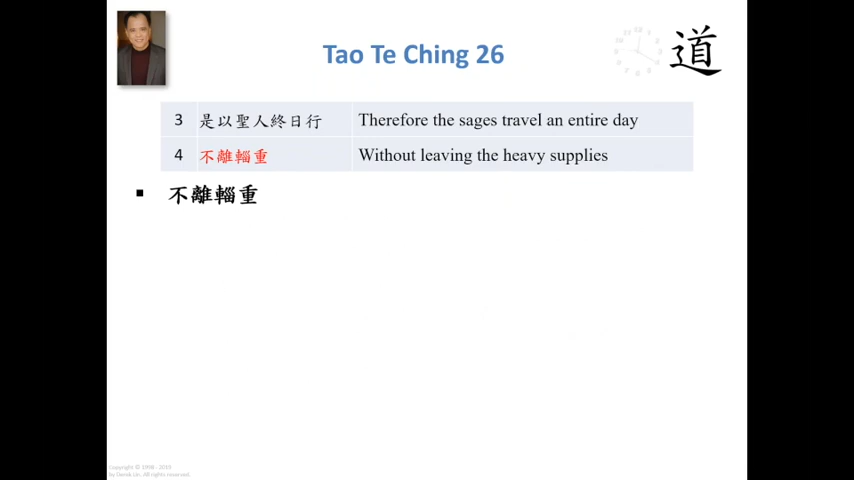 Tao Te Ching 26
道
3 是以聖人終日行 Therefore the sages travel an entire day
4 不離輜重 Without leaving the heavy supplies
不離輜重
Copyright © 1998 - 2010
by Derek Lin. All rights reserved.